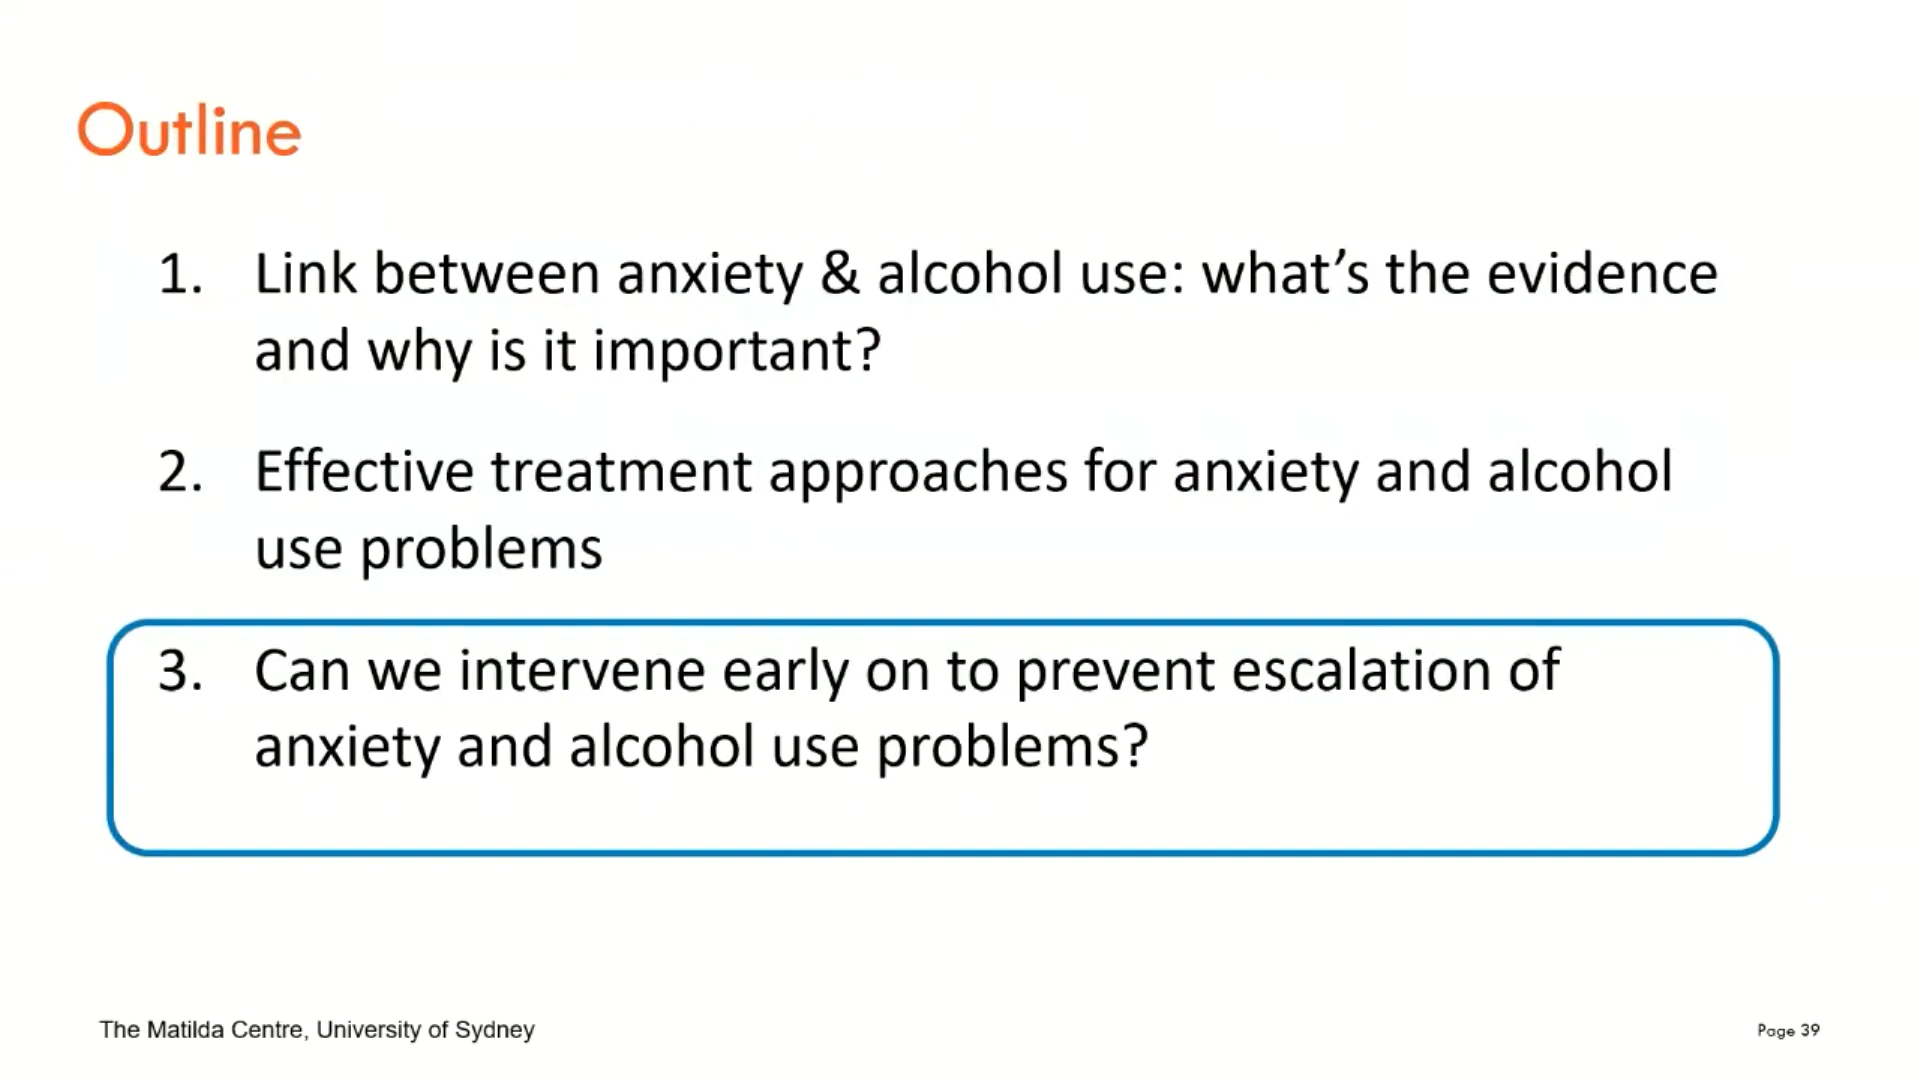 Outline
1. Link between anxiety & alcohol use: what’s the evidence
and why is it important?
2. Effective treatment approaches for anxiety and alcohol
use problems
3. Can we intervene early on to prevent escalation of
anxiety and alcohol use problems?
The Matilda Centre, University of Sydney
Page 39